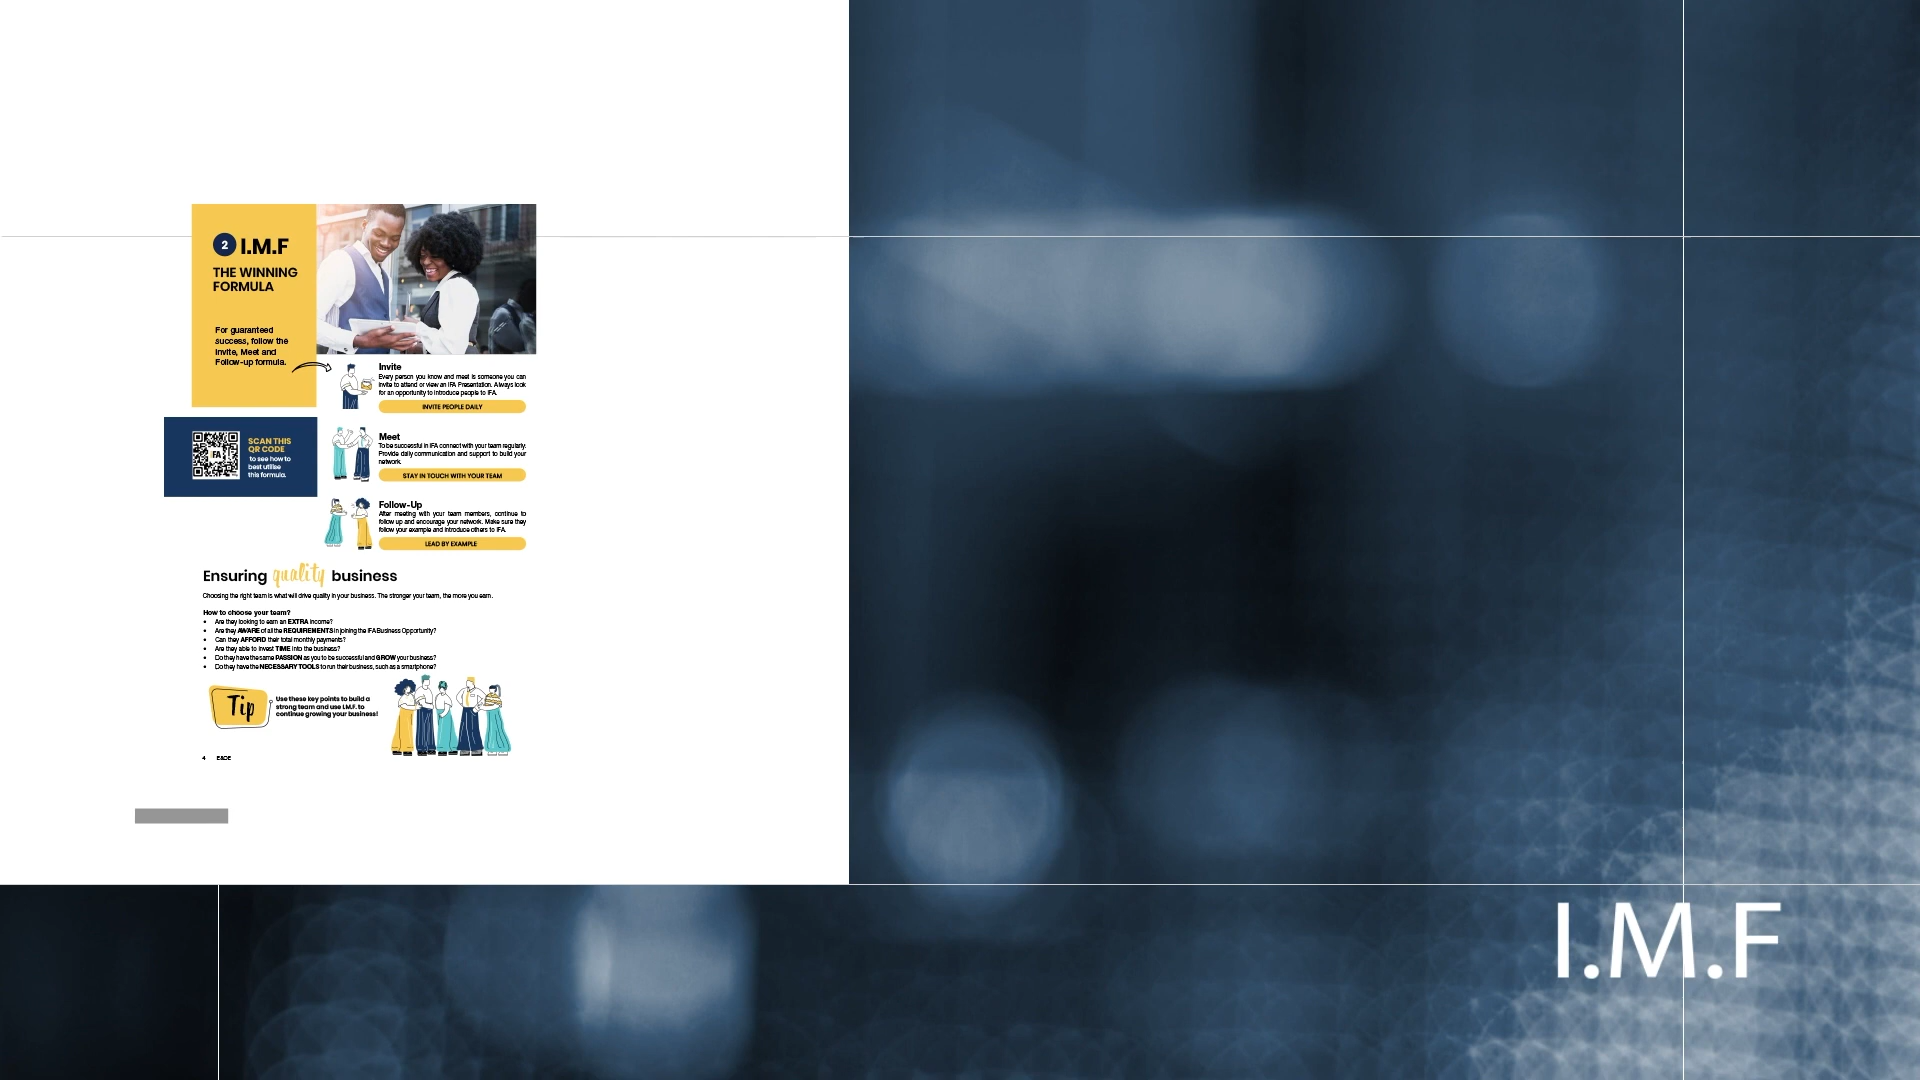 2 I.M.F
THE WINNING
FORMULA
For guaranteed
success, follow the
Invite, Meet and
Follow-up formula.
Invite
Every person you know and meet is someone you can
invite to attend or view an IFA Presentation. Always look
for an opportunity to introduce people to IFA.
INVITE PEOPLE DAILY
IFA
SCAN THIS
QR CODE
to see how to
best utilise
this formula.
Meet
To be successful in IFA connect with your team regularly.
Provide daily communication and support to build your
network.
STAY IN TOUCH WITH YOUR TEAM
Follow-Up
After meeting with your team members, continue to
follow up and encourage your network. Make sure they
follow your example and introduce others to IFA.
LEAD BY EXAMPLE
Ensuring quality business
Choosing the right team is what will drive quality in your business. The stronger your team, the more you earn.
How to choose your team?
• Are they looking to earn an EXTRA income?
• Are they AWARE of all the REQUIREMENTS in joining the IFA Business Opportunity?
• Can they AFFORD their total monthly payments?
• Are they able to invest TIME into the business?
• Do they have the same PASSION as you to be successful and GROW your business?
• Do they have the NECESSARY TOOLS to run their business, such as a smartphone?
Tip
Use these key points to build a
strong team and use I.M.F. to
continue growing your business!
4 E&OE
I.M.F